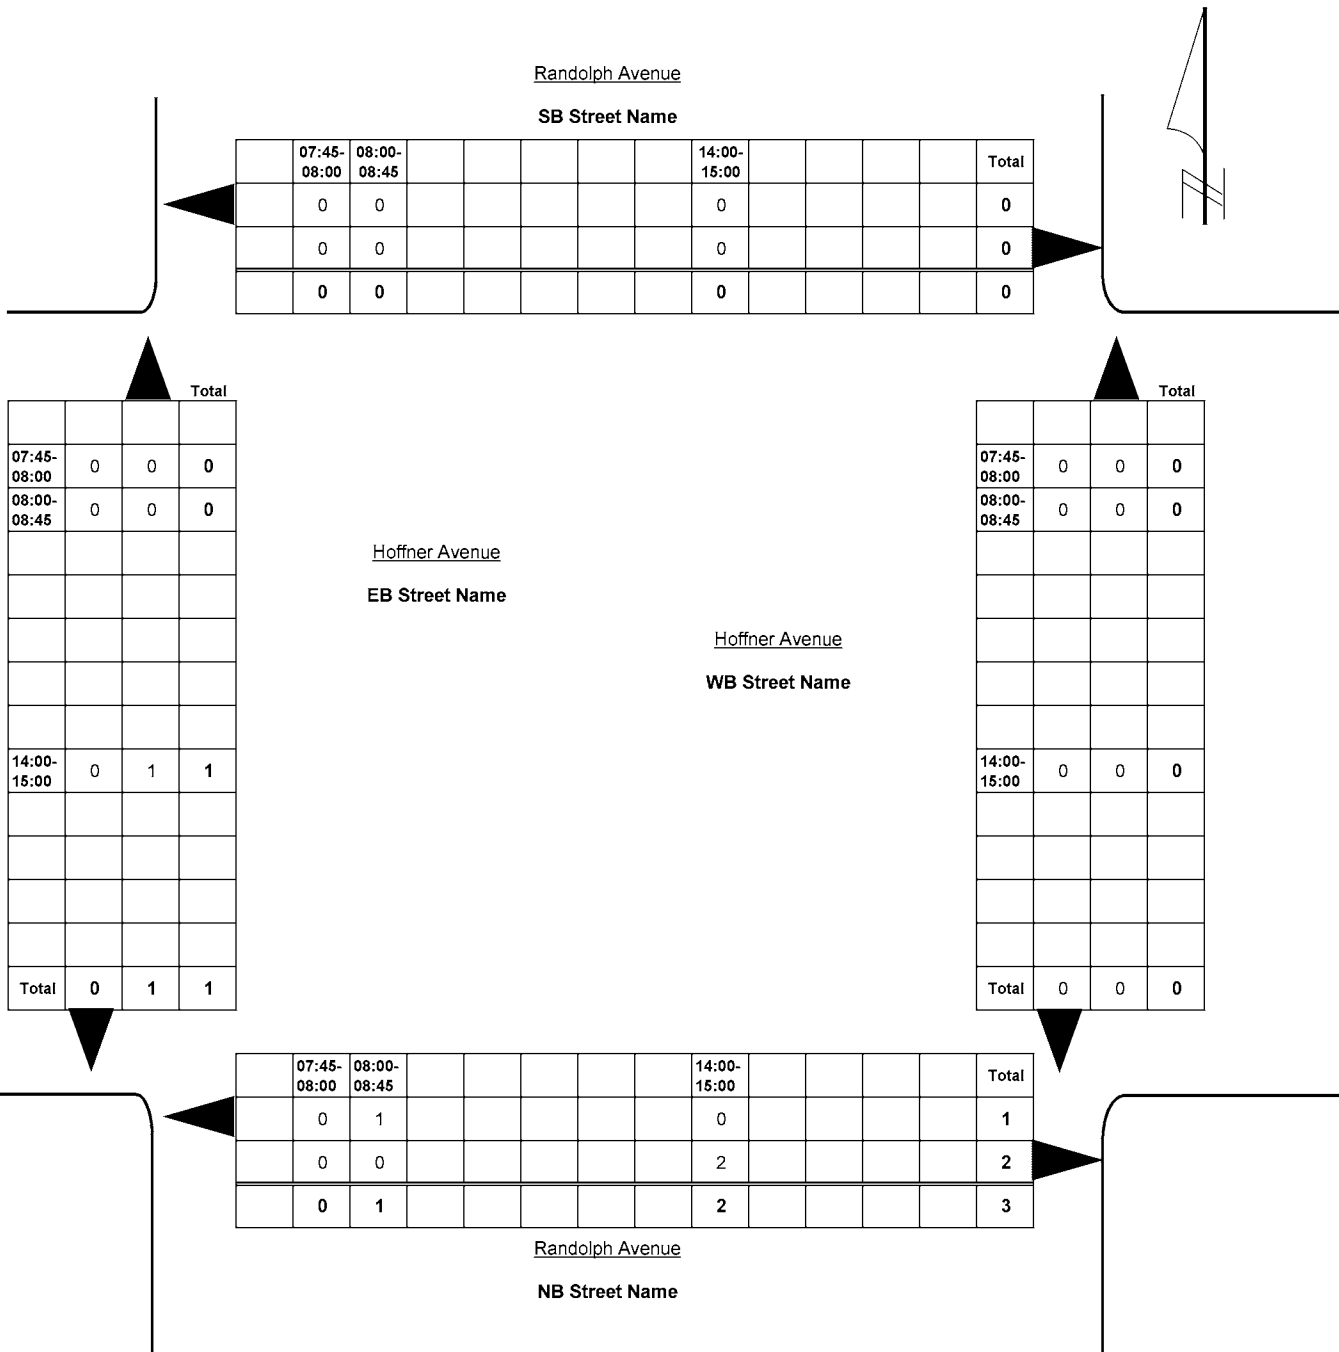 Randolph Avenue
SB Street Name
07:45-08:00 08:00-08:45 14:00-15:00 Total
0 0 0 0
0 0 0 0
0 0 0 0
Total
07:45-08:00 0 0 0
08:00-08:45 0 0 0
14:00-15:00 0 1 1
Total 0 1 1
Hoffner Avenue
EB Street Name
Hoffner Avenue
WB Street Name
Total
07:45-08:00 0 0 0
08:00-08:45 0 0 0
14:00-15:00 0 0 0
Total 0 0 0
07:45-08:00 08:00-08:45 14:00-15:00 Total
0 1 0 1
0 0 2 2
0 1 2 3
Randolph Avenue
NB Street Name